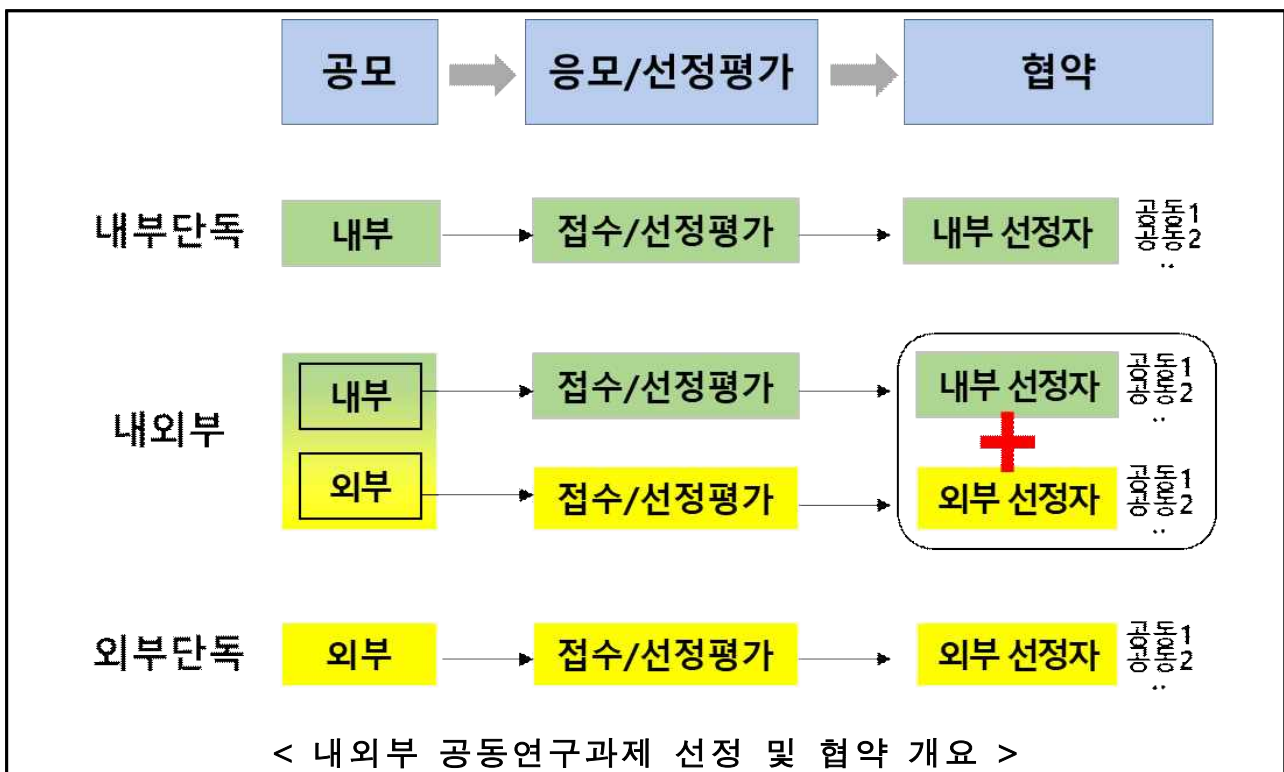 공모 응모/선정평가 협약
내부단독 내부 접수/선정평가 내부 선정자 공동1
공동2
..
내외부
내부 접수/선정평가 내부 선정자 공동1
공동2
..
외부 접수/선정평가 외부 선정자 공동1
공동2
..
외부단독 외부 접수/선정평가 외부 선정자 공동1
공동2
..
< 내외부 공동연구과제 선정 및 협약 개요 >